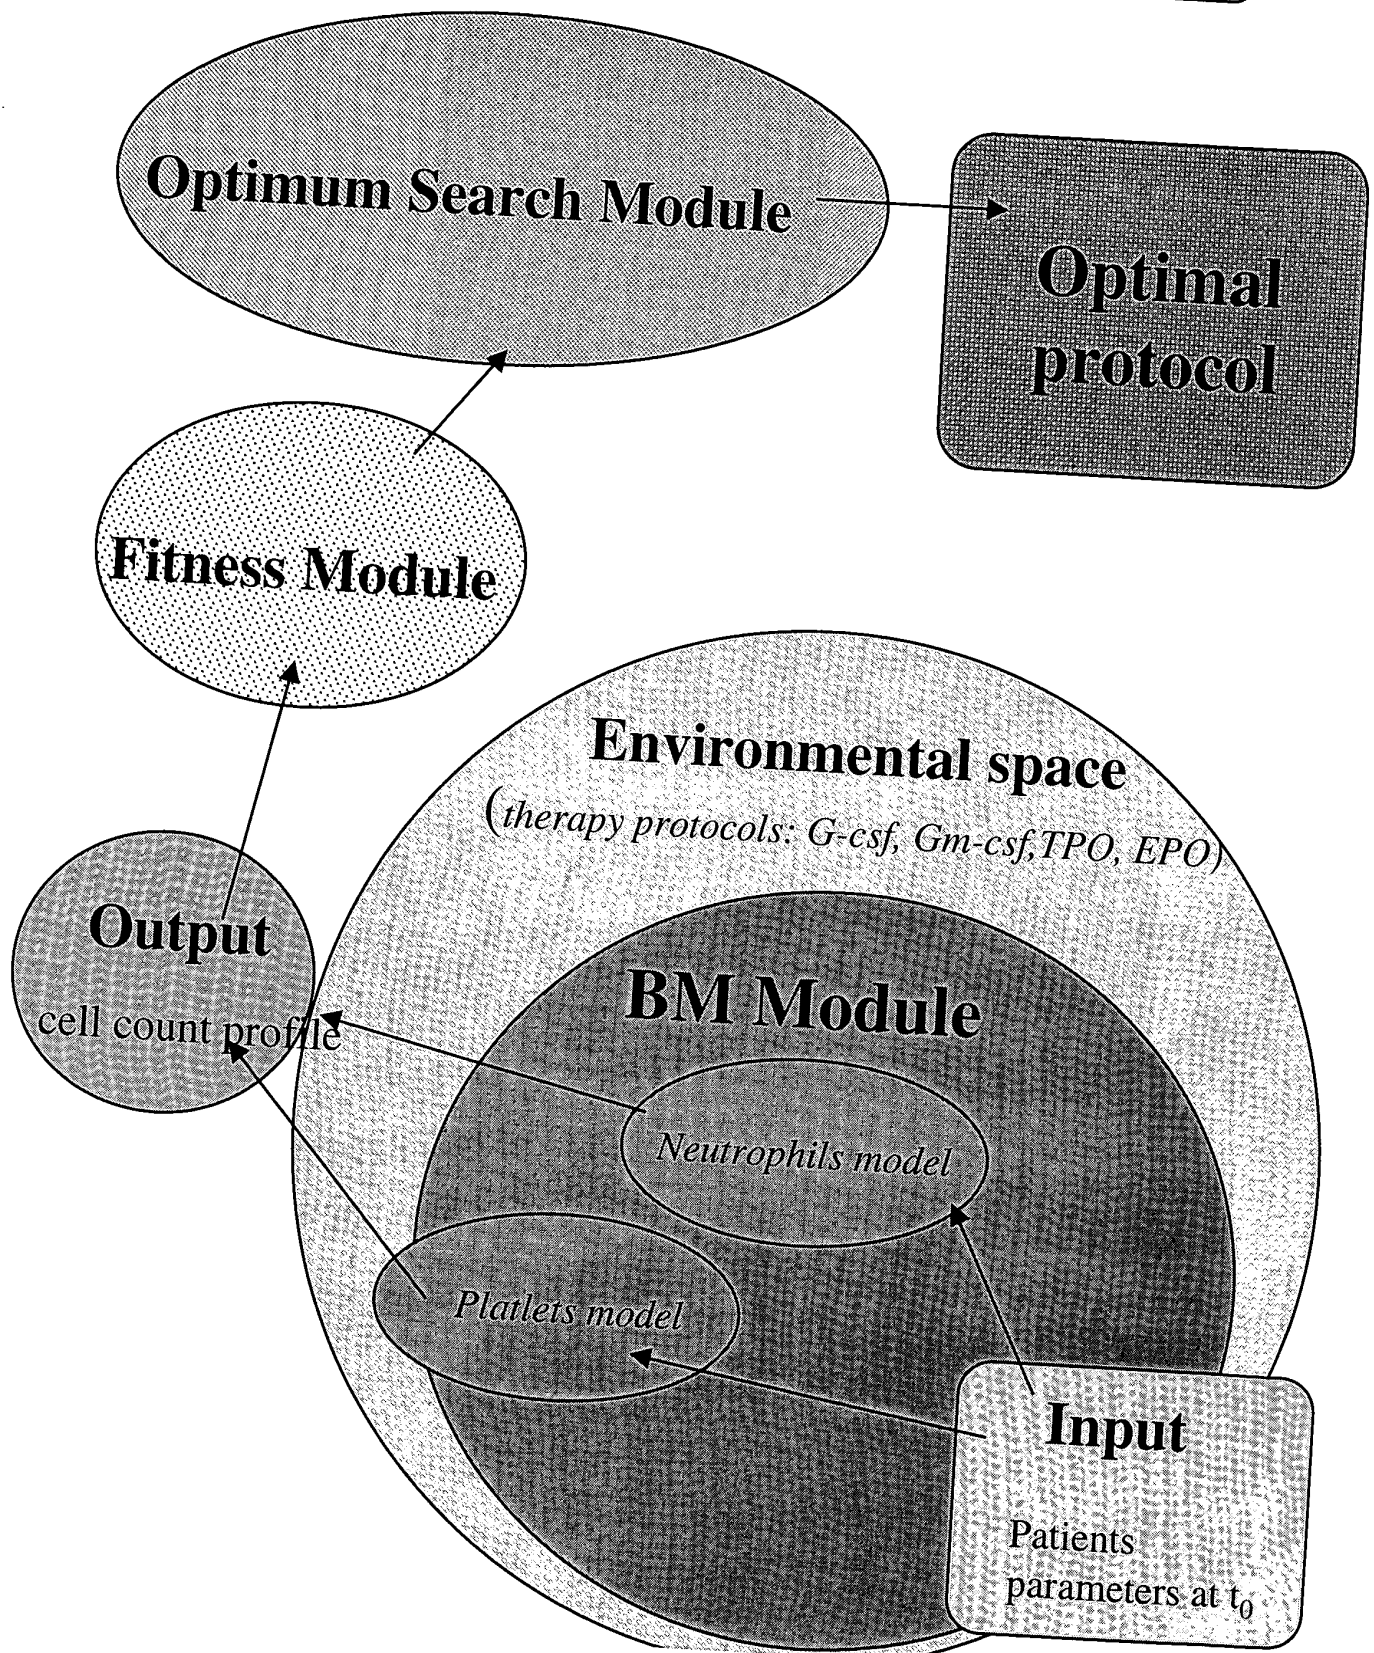 Optimum Search Module
Optimal
protocol
Fitness Module
Environmental space
(therapy protocols: G-csf, Gm-csf,TPO, EPO)
Output
cell count profile
BM Module
Neutrophils model
Platlets model
Input
Patients
parameters at t₀